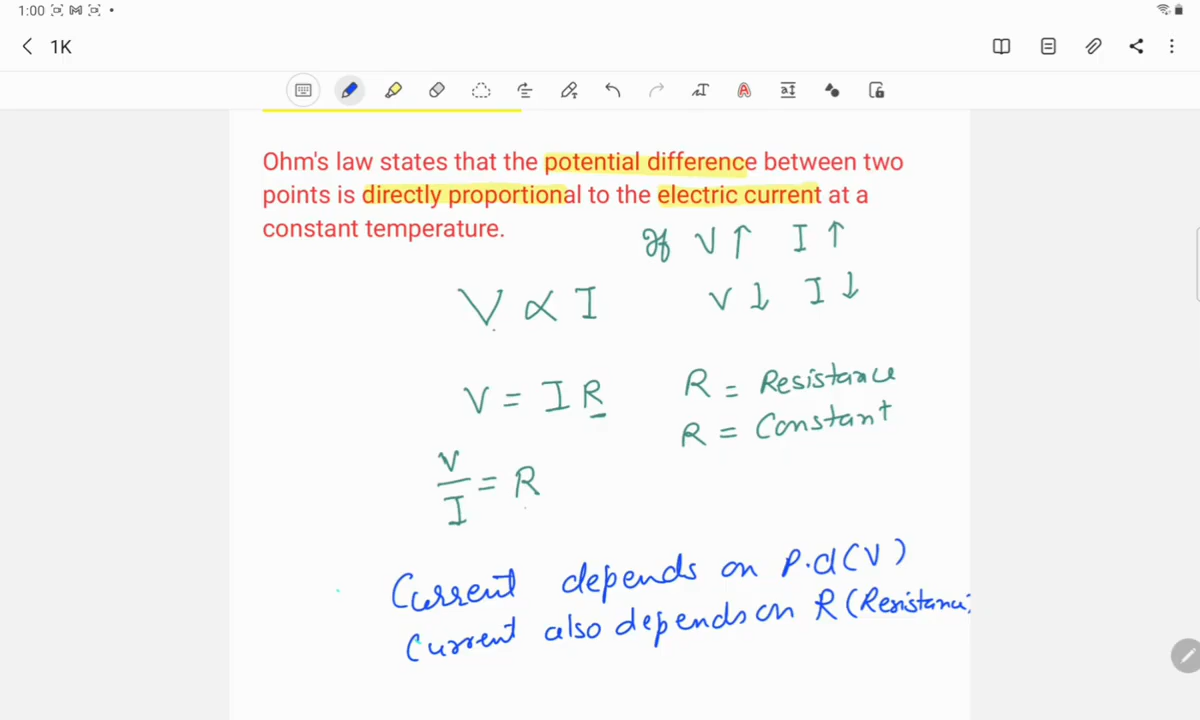 1:00
1K
Ohm's law states that the potential difference between two
points is directly proportional to the electric current at a
constant temperature.
If V↑ I↑
V↓ I↓
V ∝ I
V = I R
R = Resistance
R = Constant
V/I = R
Current depends on P.d(V)
Current also depends on R (Resistance